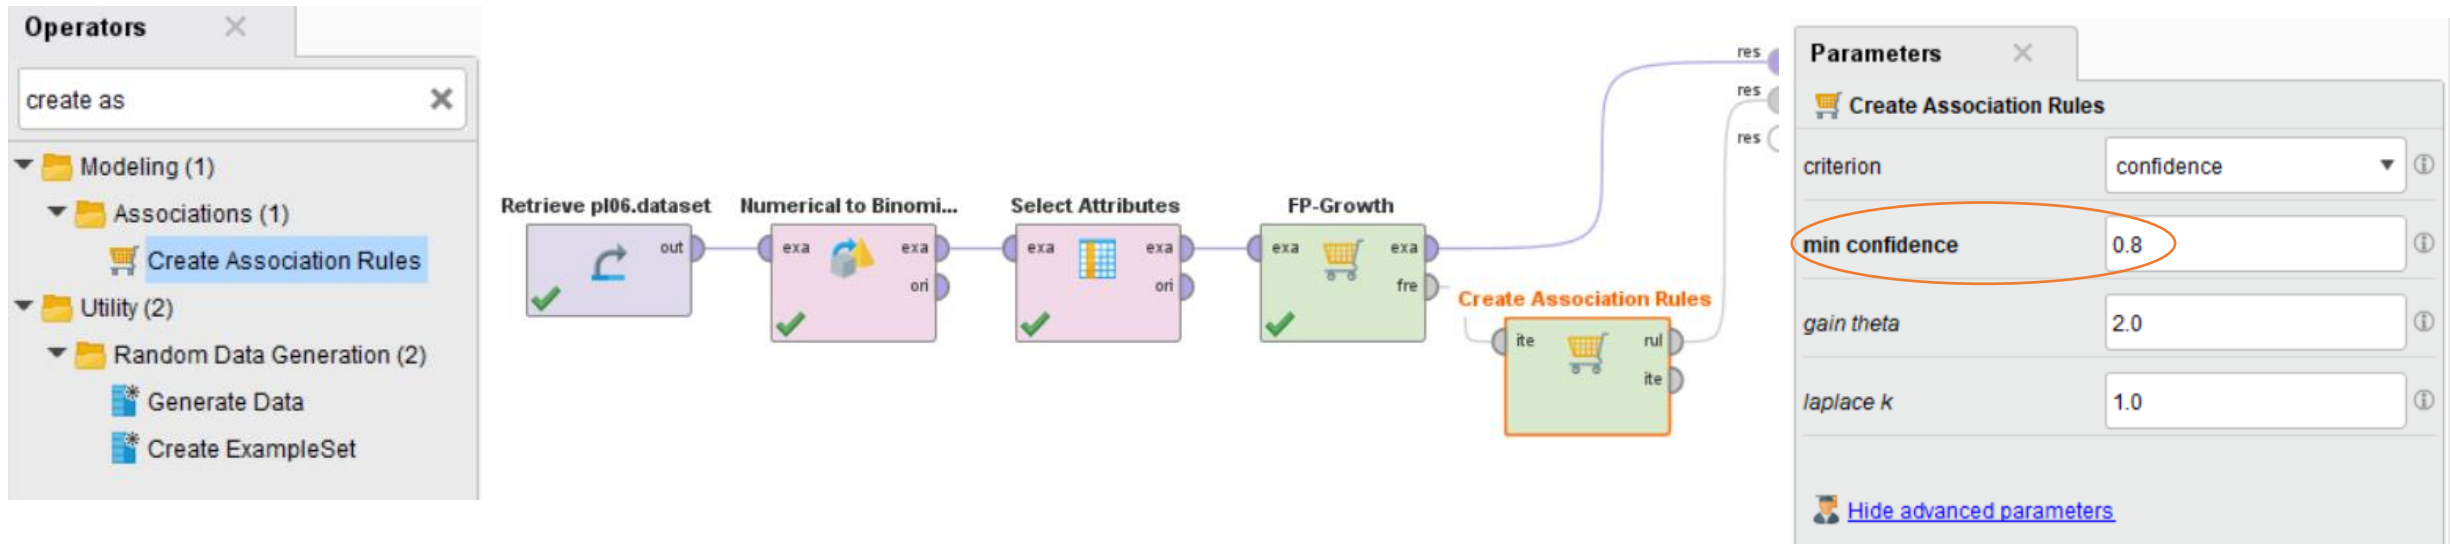 Operators
create as
Modeling (1)
Associations (1)
Create Association Rules
Utility (2)
Random Data Generation (2)
Generate Data
Create ExampleSet
res
res
res
Retrieve pl06.dataset
out
Numerical to Binomi...
exa
exa
ori
Select Attributes
exa
exa
ori
FP-Growth
exa
exa
fre
Create Association Rules
ite
rul
ite
Parameters
Create Association Rules
criterion
confidence
min confidence
0.8
gain theta
2.0
laplace k
1.0
Hide advanced parameters